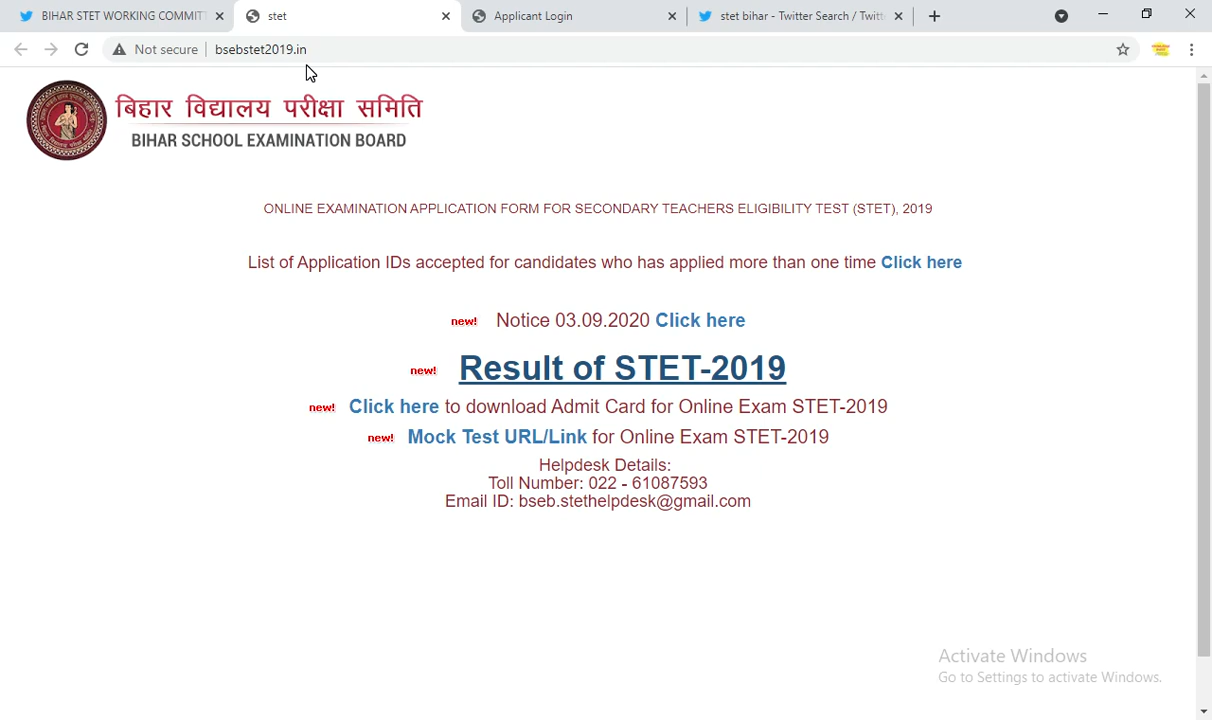 BIHAR STET WORKING COMMIT
stet
Applicant Login
stet bihar - Twitter Search / Twitt
Not secure
bsebstet2019.in
बिहार विद्यालय परीक्षा समिति
BIHAR SCHOOL EXAMINATION BOARD
ONLINE EXAMINATION APPLICATION FORM FOR SECONDARY TEACHERS ELIGIBILITY TEST (STET), 2019
List of Application IDs accepted for candidates who has applied more than one time Click here
new! Notice 03.09.2020 Click here
new! Result of STET-2019
new! Click here to download Admit Card for Online Exam STET-2019
new! Mock Test URL/Link for Online Exam STET-2019
Helpdesk Details:
Toll Number: 022 - 61087593
Email ID: bseb.stethelpdesk@gmail.com
Activate Windows
Go to Settings to activate Windows.